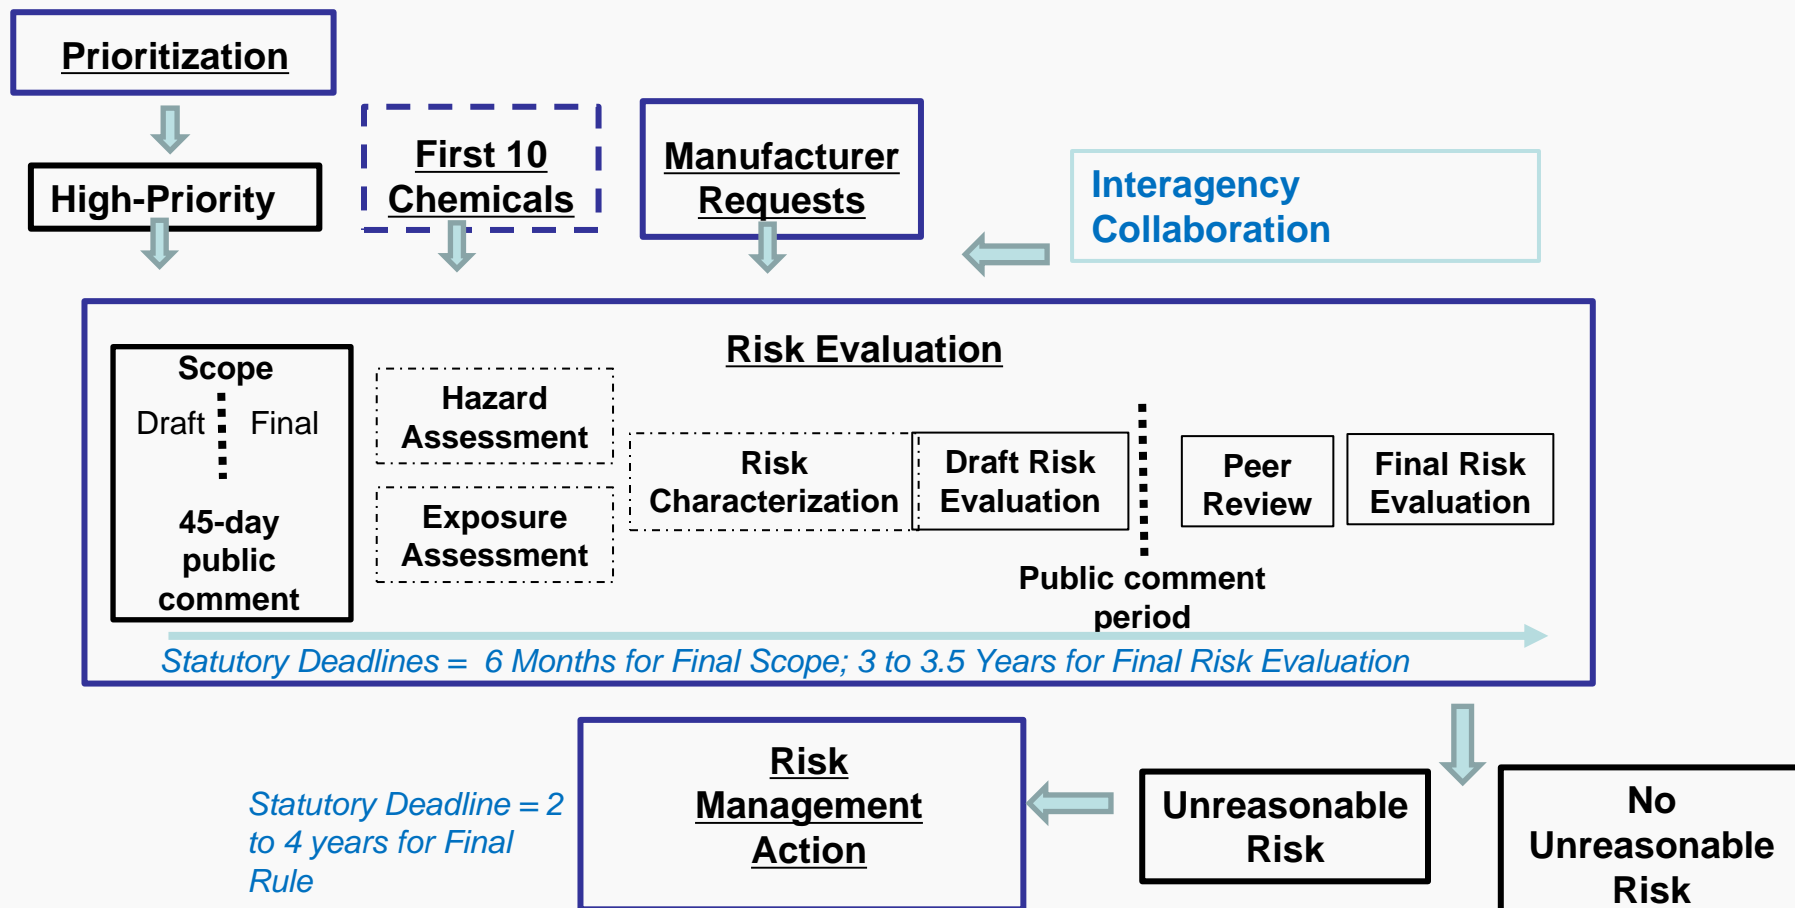 Prioritization
High-Priority
First 10
Chemicals
Manufacturer
Requests
Interagency
Collaboration
Risk Evaluation
Scope
Draft
Final
45-day
public
comment
Hazard
Assessment
Exposure
Assessment
Risk
Characterization
Draft Risk
Evaluation
Public comment
period
Peer
Review
Final Risk
Evaluation
Statutory Deadlines = 6 Months for Final Scope; 3 to 3.5 Years for Final Risk Evaluation
Statutory Deadline = 2
to 4 years for Final
Rule
Risk
Management
Action
Unreasonable
Risk
No
Unreasonable
Risk